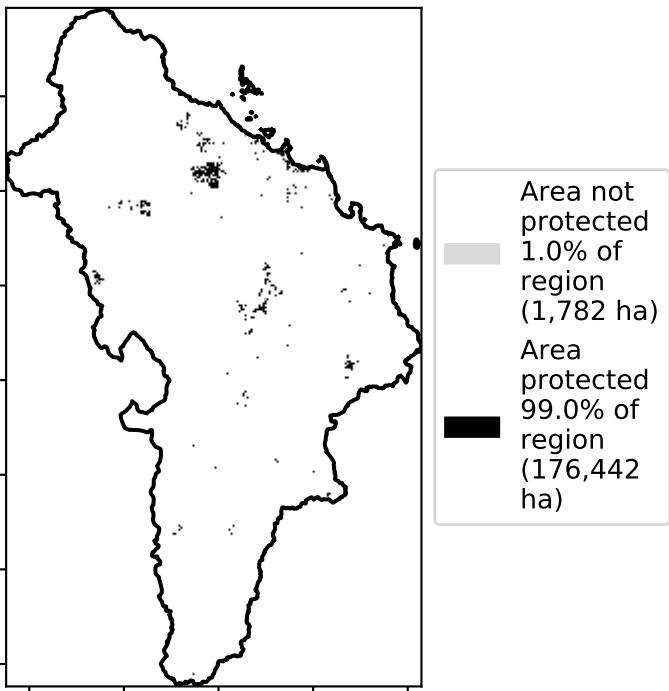 Area not
protected
1.0% of
region
(1,782 ha)
Area
protected
99.0% of
region
(176,442
ha)